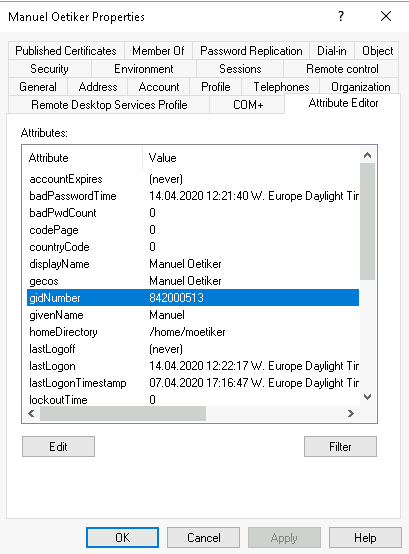 Manuel Oetiker Properties ? ×
Published Certificates Member Of Password Replication Dial-in Object
Security Environment Sessions Remote control
General Address Account Profile Telephones Organization
Remote Desktop Services Profile COM+ Attribute Editor
Attributes:
Attribute Value
accountExpires (never)
badPasswordTime 14.04.2020 12:21:40 W. Europe Daylight Tir
badPwdCount 0
codePage 0
countryCode 0
displayName Manuel Oetiker
gecos Manuel Oetiker
gidNumber 842000513
givenName Manuel
homeDirectory /home/moetiker
lastLogoff (never)
lastLogon 14.04.2020 12:22:17 W. Europe Daylight Tir
lastLogonTimestamp 07.04.2020 17:16:47 W. Europe Daylight Tir
lockoutTime 0
Edit Filter
OK Cancel Apply Help